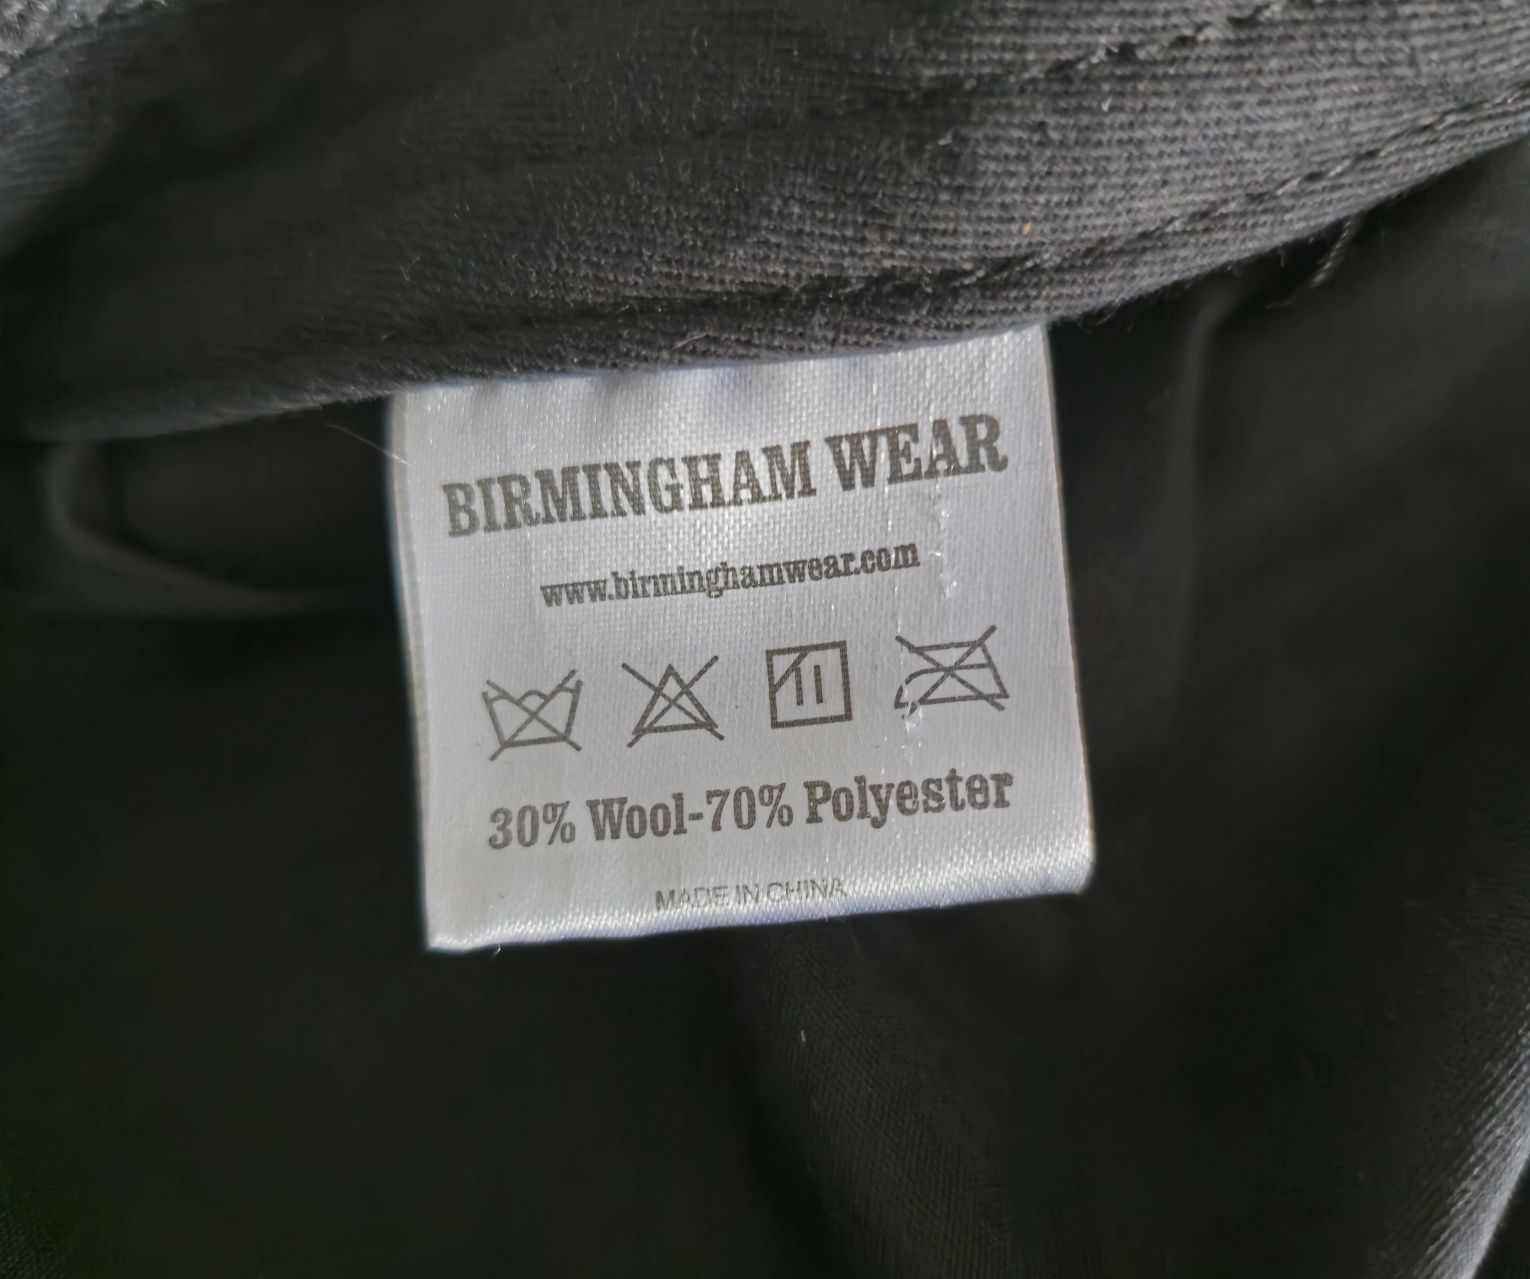 BIRMINGHAM WEAR
www.birminghamwear.com
30% Wool-70% Polyester
MADE IN CHINA